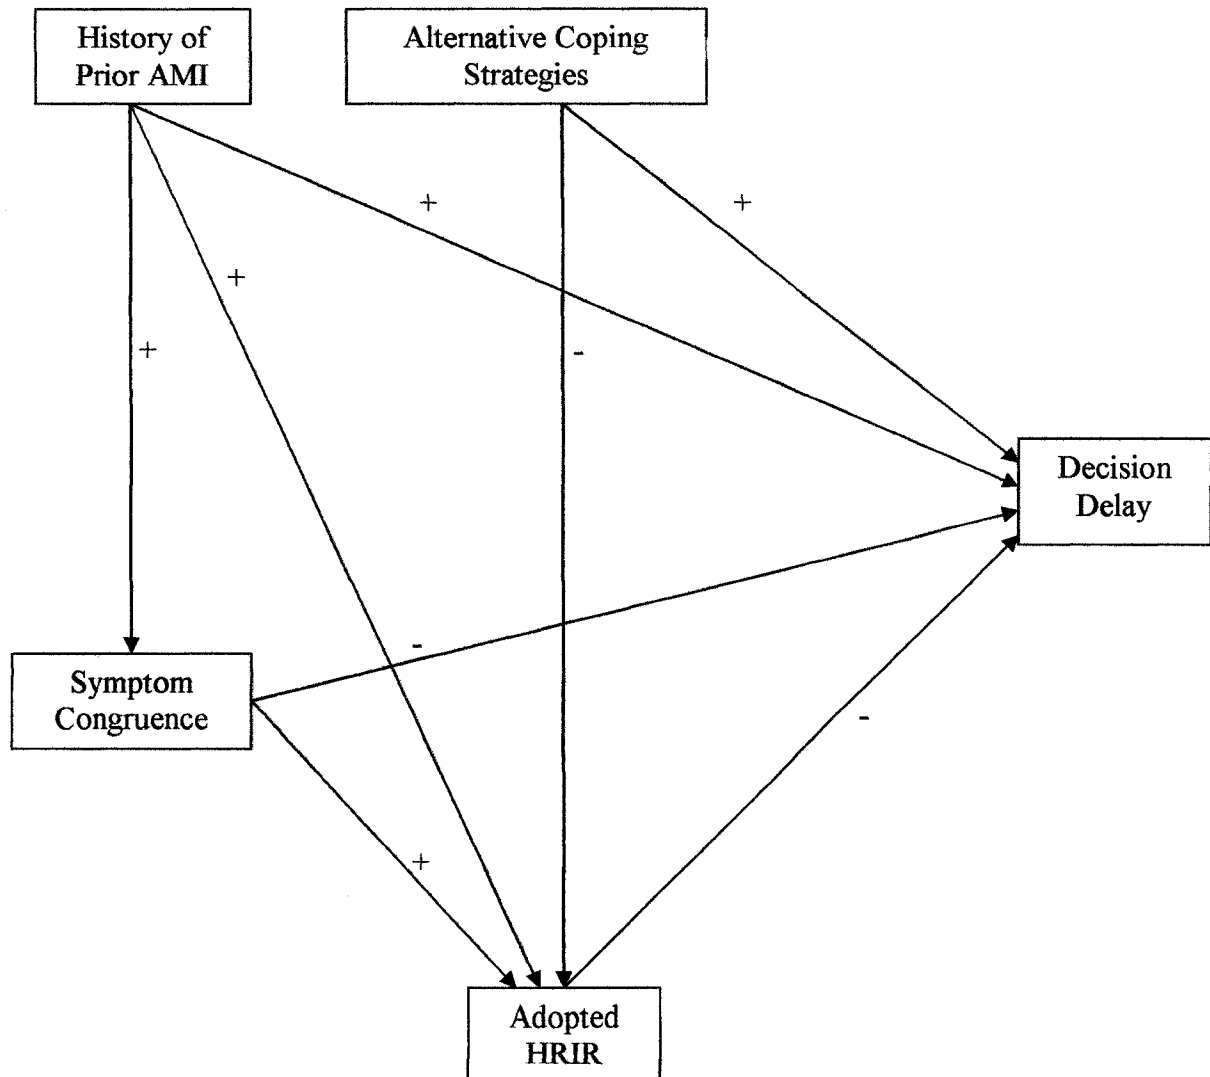 History of
Prior AMI
Alternative Coping
Strategies
+
+
+
+
-
-
Symptom
Congruence
Decision
Delay
-
+
Adopted
HRIR